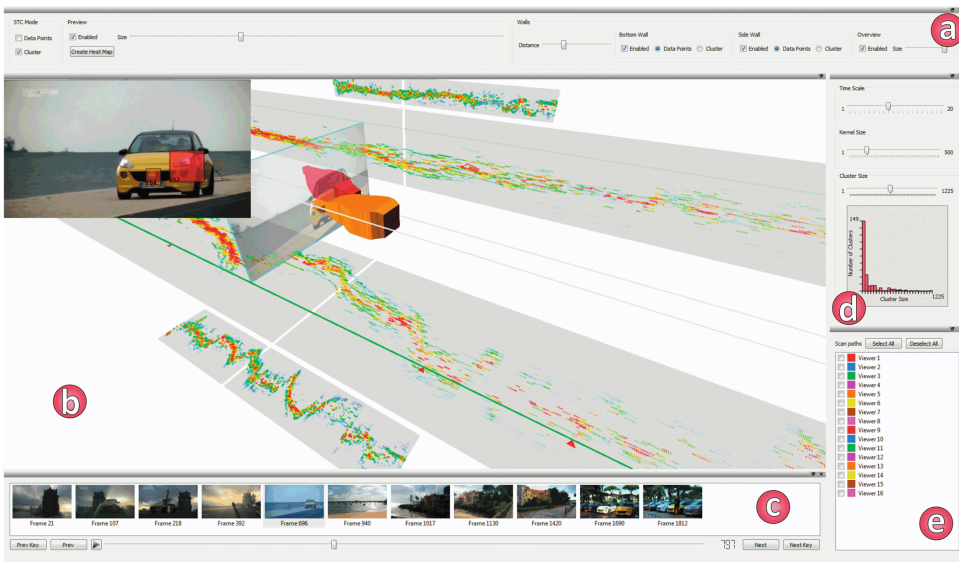 STC Mode
Data Points
Cluster
Preview
Enabled
Size
Create Heat Map
Walls
Distance
Bottom Wall
Enabled
Data Points
Cluster
Side Wall
Enabled
Data Points
Cluster
Overview
Enabled
Size
a
b
Time Scale
1
20
Kernel Size
1
500
Cluster Size
1
1225
149
Number of Clusters
Cluster Size
1225
d
Scan paths
Select All
Deselect All
Viewer 1
Viewer 2
Viewer 3
Viewer 4
Viewer 5
Viewer 6
Viewer 7
Viewer 8
Viewer 9
Viewer 10
Viewer 11
Viewer 12
Viewer 13
Viewer 14
Viewer 15
Viewer 16
e
Frame 21
Frame 107
Frame 218
Frame 392
Frame 696
Frame 940
Frame 1017
Frame 1130
Frame 1420
Frame 1690
Frame 1812
c
Prev Key
Prev
797
Next
Next Key